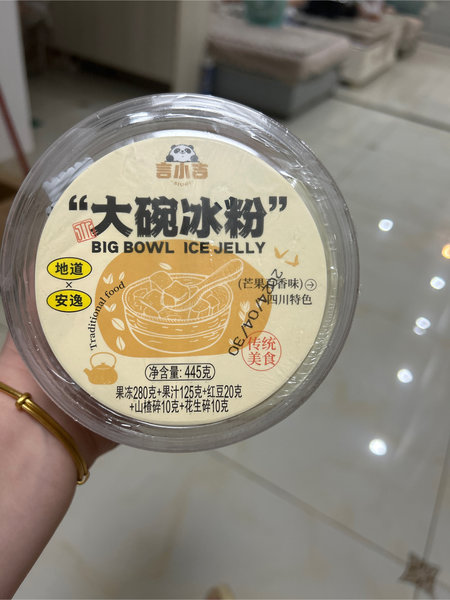 言小吉
"大碗冰粉"
BIG BOWL ICE JELLY
地道
×
安逸
Traditional food
(芒果百香味)
四川特色
2024/04/30
传统
美食
净含量: 445克
果冻280克+果汁125克+红豆20克
+山楂碎10克+花生碎10克